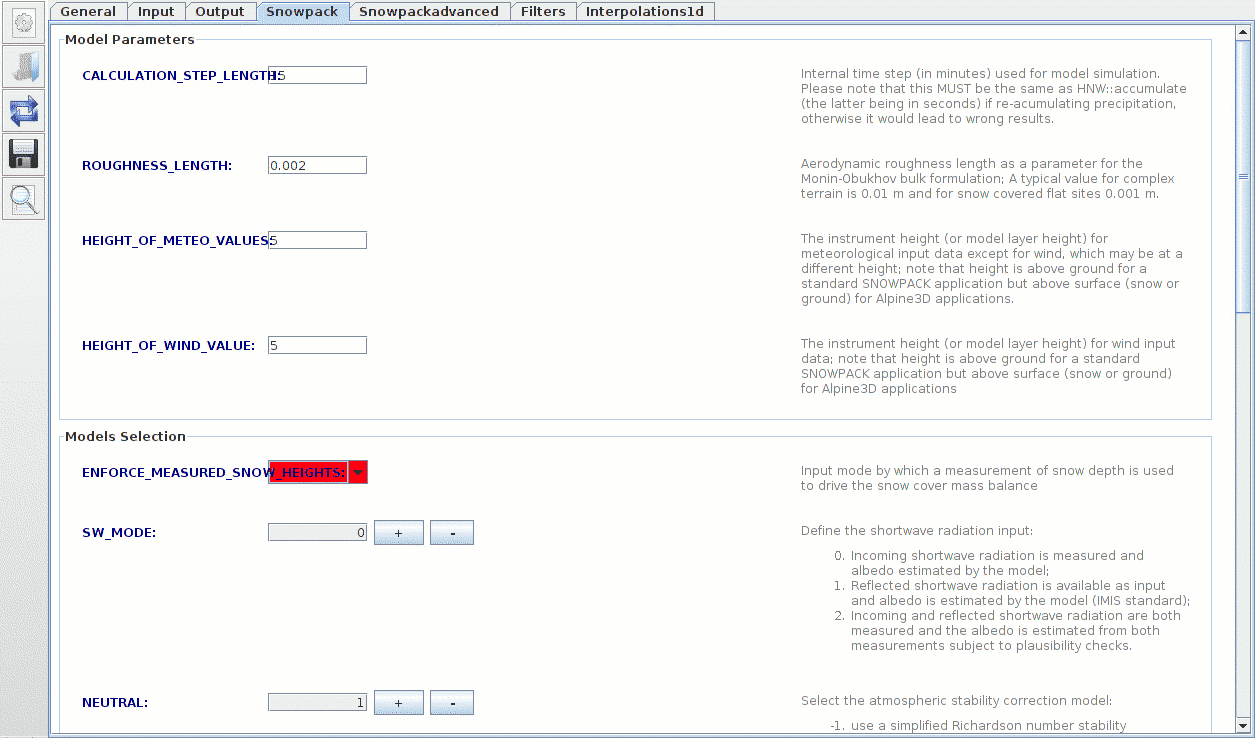 General Input Output Snowpack Snowpackadvanced Filters Interpolations1d
Model Parameters
CALCULATION_STEP_LENGTH: 15
Internal time step (in minutes) used for model simulation.
Please note that this MUST be the same as HNW::accumulate
(the latter being in seconds) if re-acumulating precipitation,
otherwise it would lead to wrong results.
ROUGHNESS_LENGTH: 0.002
Aerodynamic roughness length as a parameter for the
Monin-Obukhov bulk formulation; A typical value for complex
terrain is 0.01 m and for snow covered flat sites 0.001 m.
HEIGHT_OF_METEO_VALUES: 5
The instrument height (or model layer height) for
meteorological input data except for wind, which may be at a
different height; note that height is above ground for a
standard SNOWPACK application but above surface (snow or
ground) for Alpine3D applications.
HEIGHT_OF_WIND_VALUE: 5
The instrument height (or model layer height) for wind input
data; note that height is above ground for a standard
SNOWPACK application but above surface (snow or ground)
for Alpine3D applications
Models Selection
ENFORCE_MEASURED_SNOW_HEIGHTS:
Input mode by which a measurement of snow depth is used
to drive the snow cover mass balance
SW_MODE: 0 + -
Define the shortwave radiation input:
0. Incoming shortwave radiation is measured and
albedo estimated by the model;
1. Reflected shortwave radiation is available as input
and albedo is estimated by the model (IMIS standard);
2. Incoming and reflected shortwave radiation are both
measured and the albedo is estimated from both
measurements subject to plausibility checks.
NEUTRAL: 1 + -
Select the atmospheric stability correction model:
-1. use a simplified Richardson number stability